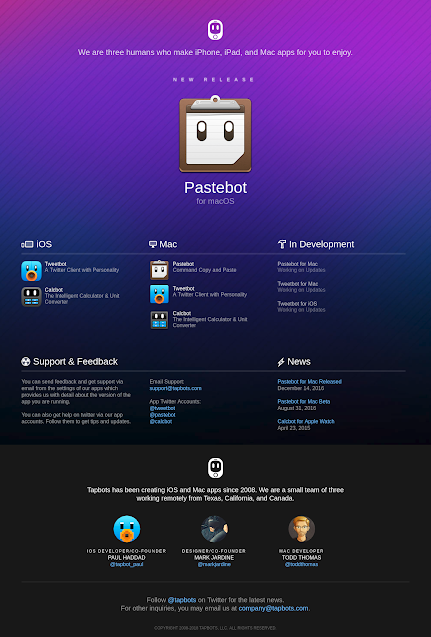 We are three humans who make iPhone, iPad, and Mac apps for you to enjoy.
NEW RELEASE
Pastebot
for macOS
iOS
Tweetbot
A Twitter Client with Personality
Calcbot
The Intelligent Calculator & Unit
Converter
Mac
Pastebot
Command Copy and Paste
Tweetbot
A Twitter Client with Personality
Calcbot
The Intelligent Calculator & Unit
Converter
In Development
Pastebot for Mac
Working on Updates
Tweetbot for Mac
Working on Updates
Tweetbot for iOS
Working on Updates
Support & Feedback
You can send feedback and get support via
email from the settings of our apps which
provides us with detail about the version of the
app you are running.
You can also get help on twitter via our app
accounts. Follow them to get tips and updates.
Email Support:
support@tapbots.com
App Twitter Accounts:
@tweetbot
@pastebot
@calcbot
News
Pastebot for Mac Released
December 14, 2016
Pastebot for Mac Beta
August 31, 2016
Calcbot for Apple Watch
April 23, 2015
Tapbots has been creating iOS and Mac apps since 2008. We are a small team of three
working remotely from Texas, California, and Canada.
IOS DEVELOPER/CO-FOUNDER
PAUL HADDAD
@tapbot_paul
DESIGNER/CO-FOUNDER
MARK JARDINE
@markjardine
MAC DEVELOPER
TODD THOMAS
@toddthomas
Follow @tapbots on Twitter for the latest news.
For other inquiries, you may email us at company@tapbots.com.
COPYRIGHT 2008-2016 TAPBOTS, LLC. ALL RIGHTS RESERVED